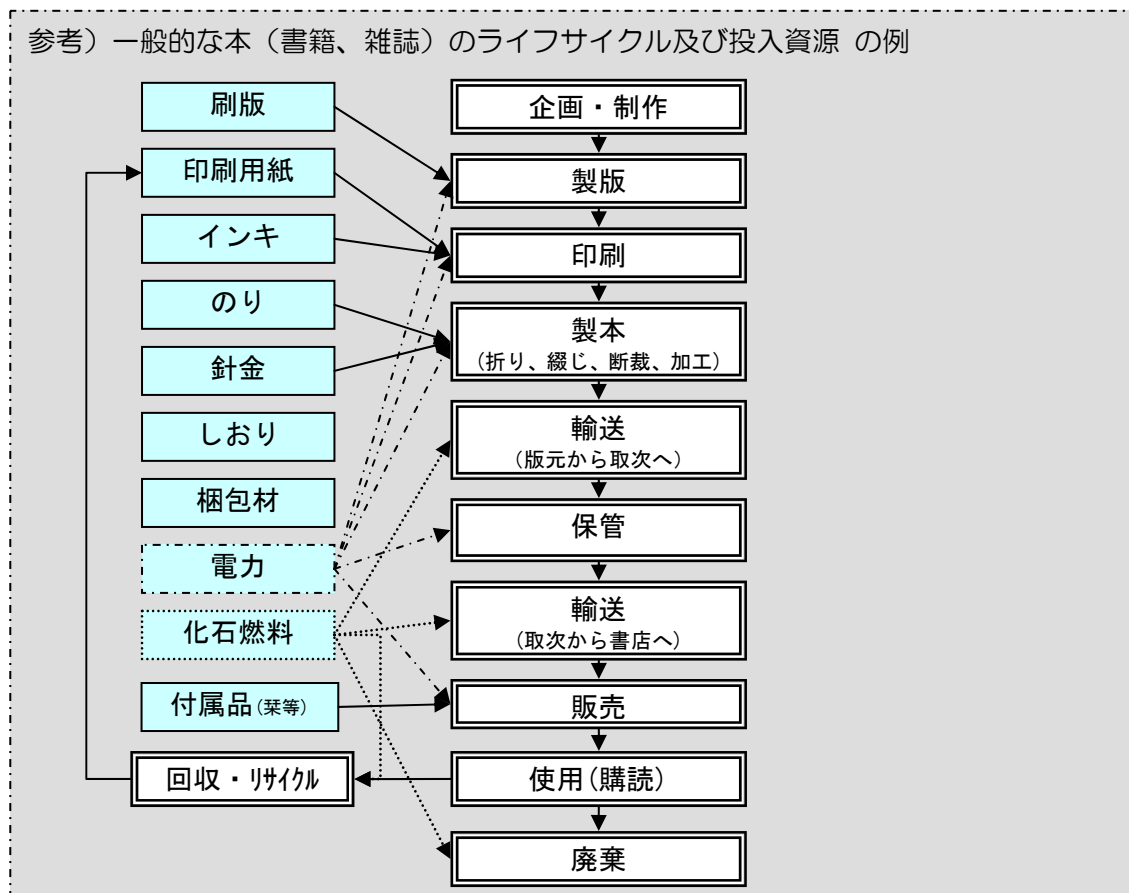 参考）一般的な本（書籍、雑誌）のライフサイクル及び投入資源 の例
刷版
印刷用紙
インキ
のり
針金
しおり
梱包材
電力
化石燃料
付属品(栞等)
回収・ﾘｻｲｸﾙ
企画・制作
製版
印刷
製本
(折り、綴じ、断裁、加工)
輸送
(版元から取次へ)
保管
輸送
(取次から書店へ)
販売
使用(購読)
廃棄